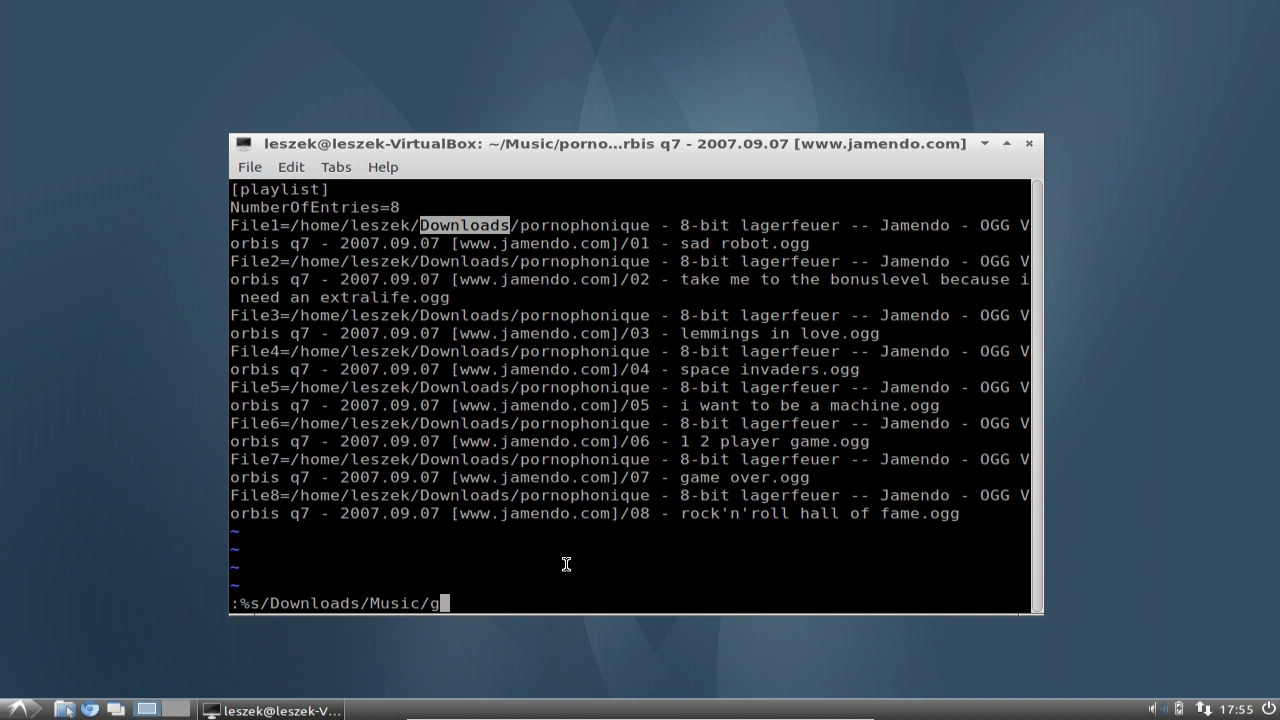 leszek@leszek-VirtualBox: ~/Music/porno...rbis q7 - 2007.09.07 [www.jamendo.com]
File Edit Tabs Help
[playlist]
NumberOfEntries=8
File1=/home/leszek/Downloads/pornophonique - 8-bit lagerfeuer -- Jamendo - OGG V
orbis q7 - 2007.09.07 [www.jamendo.com]/01 - sad robot.ogg
File2=/home/leszek/Downloads/pornophonique - 8-bit lagerfeuer -- Jamendo - OGG V
orbis q7 - 2007.09.07 [www.jamendo.com]/02 - take me to the bonuslevel because i
 need an extralife.ogg
File3=/home/leszek/Downloads/pornophonique - 8-bit lagerfeuer -- Jamendo - OGG V
orbis q7 - 2007.09.07 [www.jamendo.com]/03 - lemmings in love.ogg
File4=/home/leszek/Downloads/pornophonique - 8-bit lagerfeuer -- Jamendo - OGG V
orbis q7 - 2007.09.07 [www.jamendo.com]/04 - space invaders.ogg
File5=/home/leszek/Downloads/pornophonique - 8-bit lagerfeuer -- Jamendo - OGG V
orbis q7 - 2007.09.07 [www.jamendo.com]/05 - i want to be a machine.ogg
File6=/home/leszek/Downloads/pornophonique - 8-bit lagerfeuer -- Jamendo - OGG V
orbis q7 - 2007.09.07 [www.jamendo.com]/06 - 1 2 player game.ogg
File7=/home/leszek/Downloads/pornophonique - 8-bit lagerfeuer -- Jamendo - OGG V
orbis q7 - 2007.09.07 [www.jamendo.com]/07 - game over.ogg
File8=/home/leszek/Downloads/pornophonique - 8-bit lagerfeuer -- Jamendo - OGG V
orbis q7 - 2007.09.07 [www.jamendo.com]/08 - rock'n'roll hall of fame.ogg
~
~
~
~
:%s/Downloads/Music/g
leszek@leszek-V... 17:55